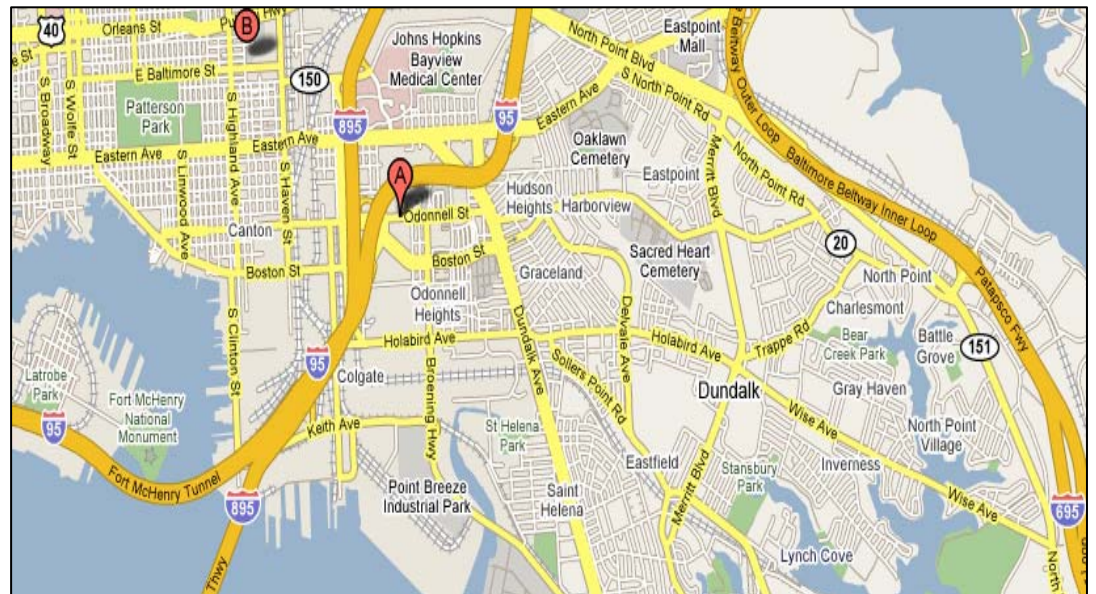 40
Orleans St
B
E Baltimore St
150
Johns Hopkins
Bayview
Medical Center
North Point Blvd
Eastpoint
Mall
S North Point Rd
Beltway Outer Loop
Baltimore Beltway Inner Loop
S Broadway
S Wolfe St
Patterson
Park
S Highland Ave
895
95
Eastern Ave
Eastern Ave
Eastern Ave
S Linwood Ave
S Haven St
A
Oaklawn
Cemetery
Merritt Blvd
North Point Rd
Eastpoint
Hudson
Heights
Harborview
Canton
Odonnell St
Sacred Heart
Cemetery
20
North Point
Patapsco Fwy
Boston St
Boston St
Graceland
Charlesmont
Odonnell
Heights
S Clinton St
Dundalk Ave
Delvale Ave
Holabird Ave
Holabird Ave
Trappe Rd
Bear
Creek Park
Battle
Grove
151
95
Colgate
Sollers Point Rd
Latrobe
Park
Fort McHenry
National
Monument
Broening Hwy
Dundalk
Gray Haven
95
Keith Ave
St Helena
Park
Wise Ave
North Point
Village
Fort McHenry Tunnel
Eastfield
Stansbury
Park
Inverness
895
Point Breeze
Industrial Park
Saint
Helena
Merritt Blvd
Wise Ave
695
Lynch Cove
Thwy
North